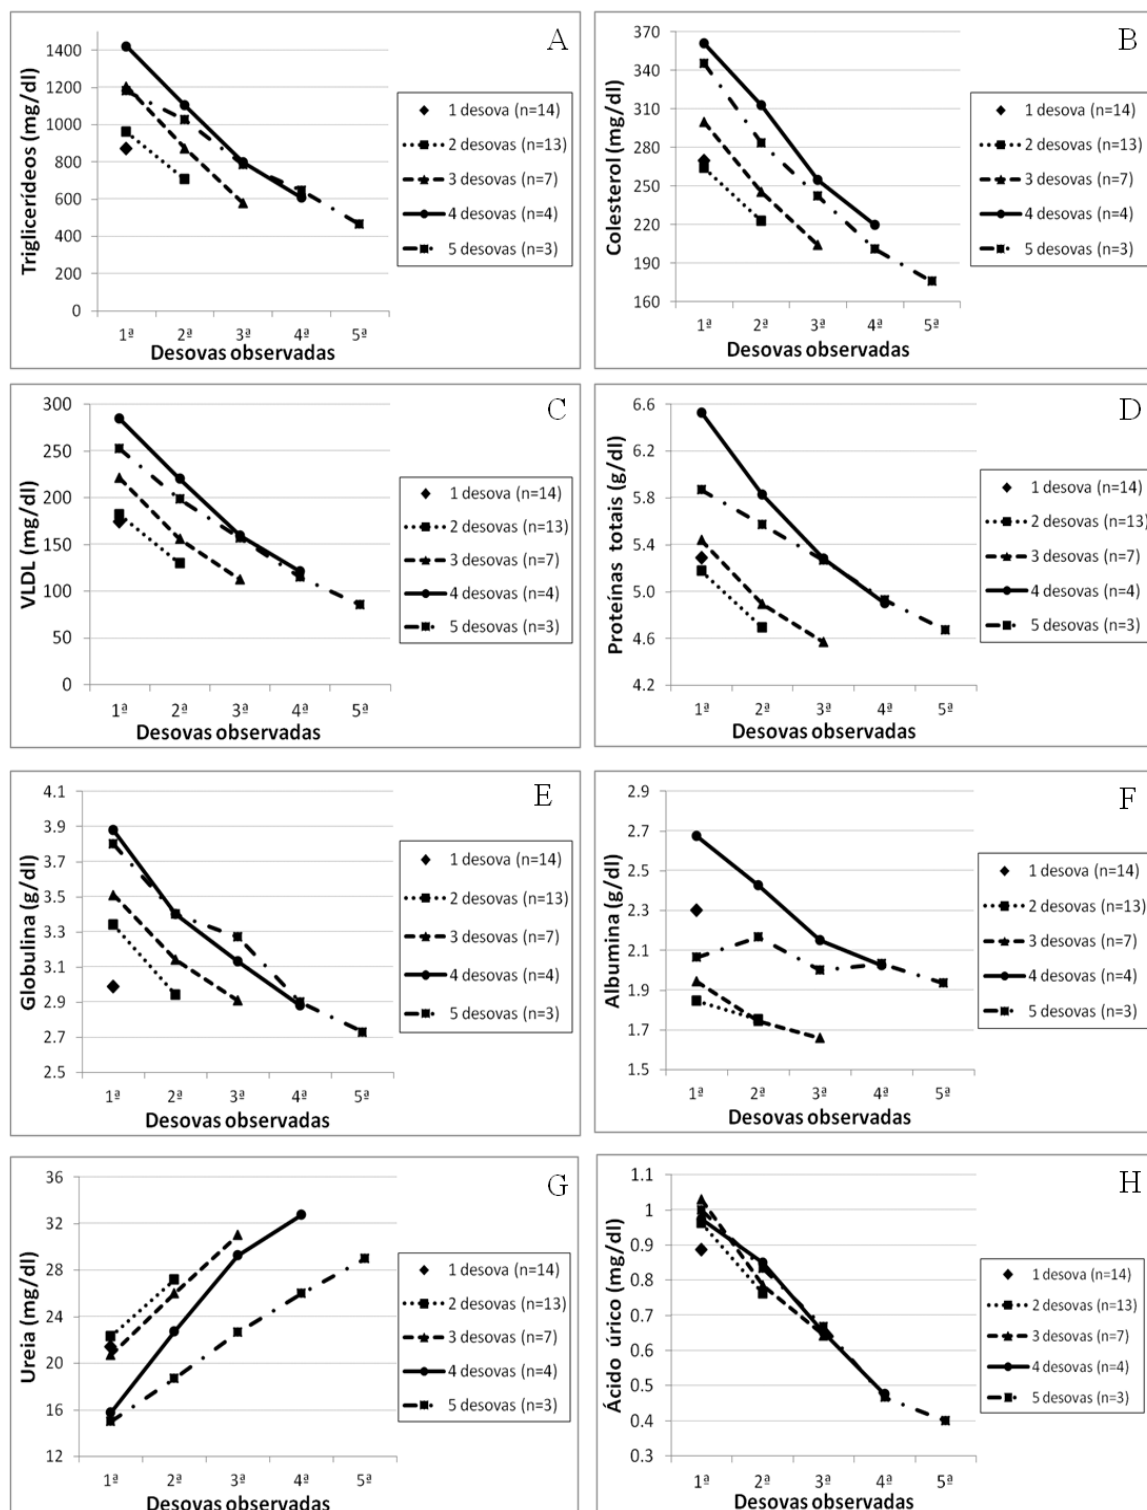 A
Triglicerídeos (mg/dl)
1400
1200
1000
800
600
400
200
0
1ª 2ª 3ª 4ª 5ª
Desovas observadas
1 desova (n=14)
2 desovas (n=13)
3 desovas (n=7)
4 desovas (n=4)
5 desovas (n=3)
B
Colesterol (mg/dl)
370
340
310
280
250
220
190
160
1ª 2ª 3ª 4ª 5ª
Desovas observadas
1 desova (n=14)
2 desovas (n=13)
3 desovas (n=7)
4 desovas (n=4)
5 desovas (n=3)
C
VLDL (mg/dl)
300
250
200
150
100
50
0
1ª 2ª 3ª 4ª 5ª
Desovas observadas
1 desova (n=14)
2 desovas (n=13)
3 desovas (n=7)
4 desovas (n=4)
5 desovas (n=3)
D
Proteínas totais (g/dl)
6.6
6.2
5.8
5.4
5.0
4.6
4.2
1ª 2ª 3ª 4ª 5ª
Desovas observadas
1 desova (n=14)
2 desovas (n=13)
3 desovas (n=7)
4 desovas (n=4)
5 desovas (n=3)
E
Globulina (g/dl)
4.1
3.9
3.7
3.5
3.3
3.1
2.9
2.7
2.5
1ª 2ª 3ª 4ª 5ª
Desovas observadas
1 desova (n=14)
2 desovas (n=13)
3 desovas (n=7)
4 desovas (n=4)
5 desovas (n=3)
F
Albumina (g/dl)
2.9
2.7
2.5
2.3
2.1
1.9
1.7
1.5
1ª 2ª 3ª 4ª 5ª
Desovas observadas
1 desova (n=14)
2 desovas (n=13)
3 desovas (n=7)
4 desovas (n=4)
5 desovas (n=3)
G
Ureia (mg/dl)
36
32
28
24
20
16
12
1ª 2ª 3ª 4ª 5ª
Desovas observadas
1 desova (n=14)
2 desovas (n=13)
3 desovas (n=7)
4 desovas (n=4)
5 desovas (n=3)
H
Ácido úrico (mg/dl)
1.1
1
0.9
0.8
0.7
0.6
0.5
0.4
0.3
1ª 2ª 3ª 4ª 5ª
Desovas observadas
1 desova (n=14)
2 desovas (n=13)
3 desovas (n=7)
4 desovas (n=4)
5 desovas (n=3)